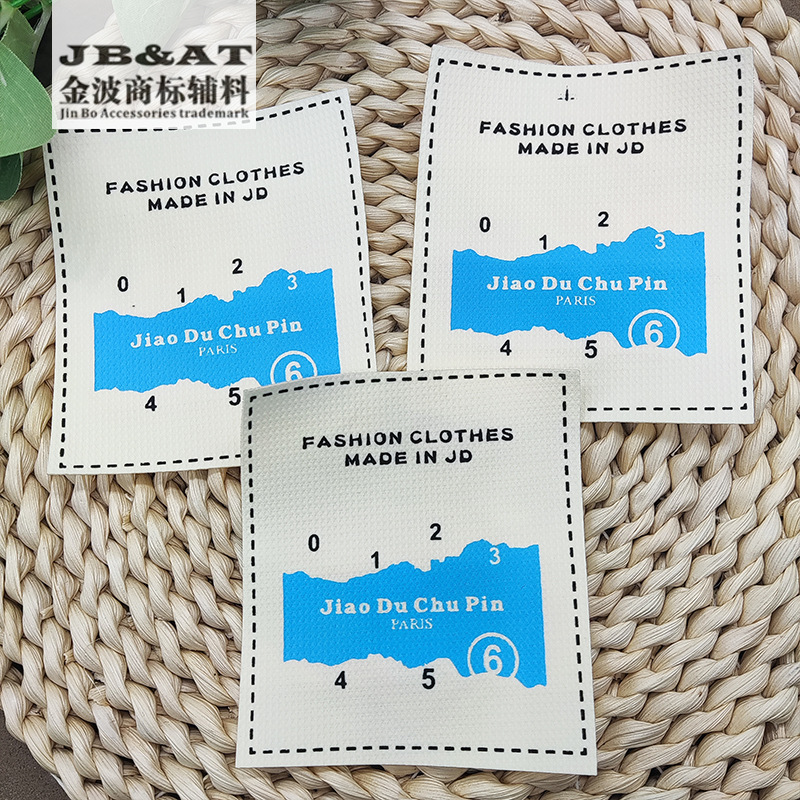 JB&AT
金波商标辅料
Jin Bo Accessories trademark
FASHION CLOTHES
MADE IN JD
0 1 2 3
Jiao Du Chu Pin
PARIS
4 5 6
FASHION CLOTHES
MADE IN JD
0 1 2 3
Jiao Du Chu Pin
PARIS
4 5 6
FASHION CLOTHES
MADE IN JD
0 1 2 3
Jiao Du Chu Pin
PARIS
4 5 6